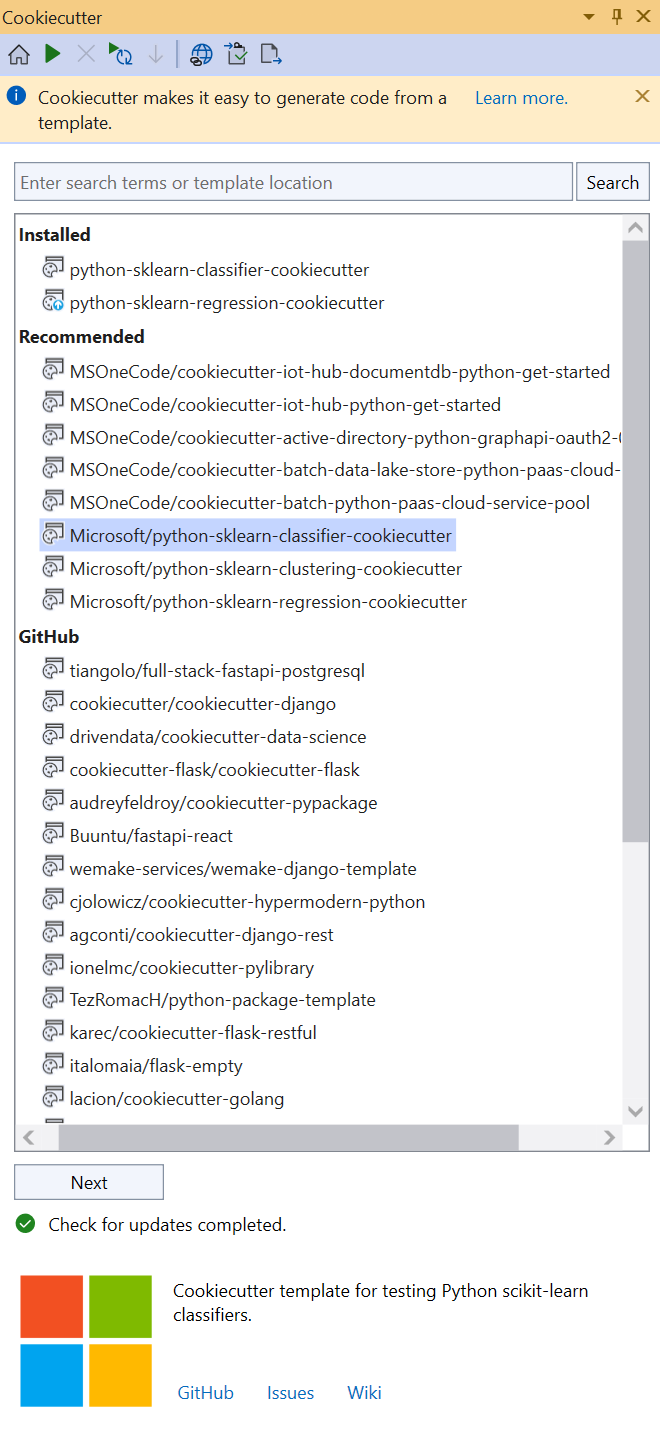 Cookiecutter
Cookiecutter makes it easy to generate code from a
template.
Learn more.
Enter search terms or template location
Search
Installed
python-sklearn-classifier-cookiecutter
python-sklearn-regression-cookiecutter
Recommended
MSOneCode/cookiecutter-iot-hub-documentdb-python-get-started
MSOneCode/cookiecutter-iot-hub-python-get-started
MSOneCode/cookiecutter-active-directory-python-graphapi-oauth2-
MSOneCode/cookiecutter-batch-data-lake-store-python-paas-cloud-
MSOneCode/cookiecutter-batch-python-paas-cloud-service-pool
Microsoft/python-sklearn-classifier-cookiecutter
Microsoft/python-sklearn-clustering-cookiecutter
Microsoft/python-sklearn-regression-cookiecutter
GitHub
tiangolo/full-stack-fastapi-postgresql
cookiecutter/cookiecutter-django
drivendata/cookiecutter-data-science
cookiecutter-flask/cookiecutter-flask
audreyfeldroy/cookiecutter-pypackage
Buuntu/fastapi-react
wemake-services/wemake-django-template
cjolowicz/cookiecutter-hypermodern-python
agconti/cookiecutter-django-rest
ionelmc/cookiecutter-pylibrary
TezRomacH/python-package-template
karec/cookiecutter-flask-restful
italomaia/flask-empty
lacion/cookiecutter-golang
Next
Check for updates completed.
Cookiecutter template for testing Python scikit-learn
classifiers.
GitHub Issues Wiki